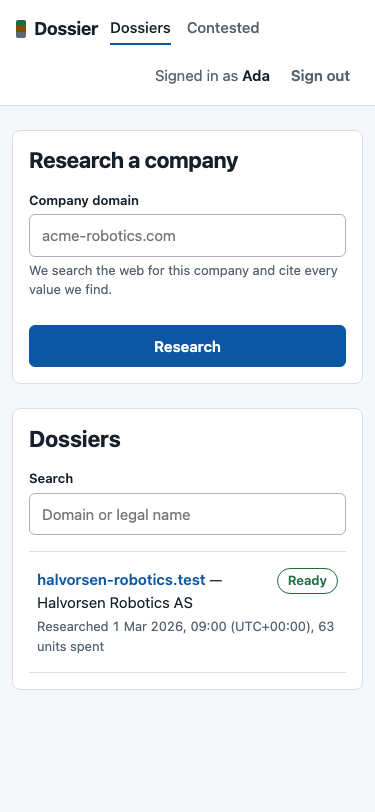 Dossier Dossiers Contested
Signed in as Ada Sign out
Research a company
Company domain
acme-robotics.com
We search the web for this company and cite every
value we find.
Research
Dossiers
Search
Domain or legal name
halvorsen-robotics.test —
Halvorsen Robotics AS
Ready
Researched 1 Mar 2026, 09:00 (UTC+00:00), 63
units spent